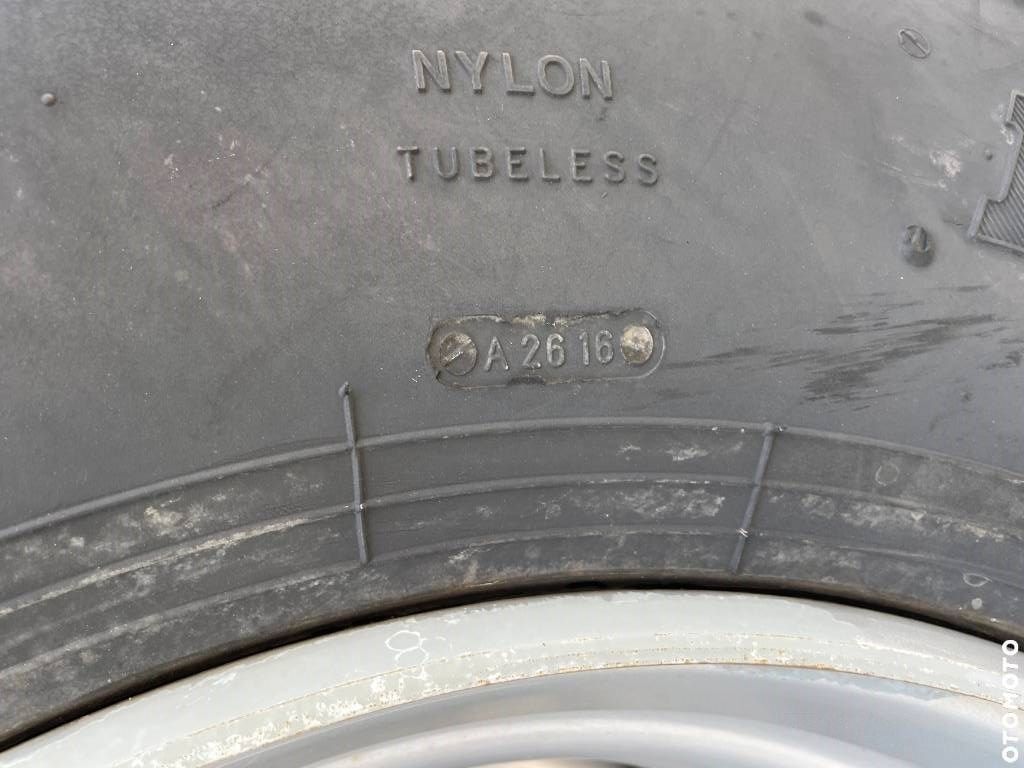 NYLON
TUBELESS
A 26 16
OTOMOTO